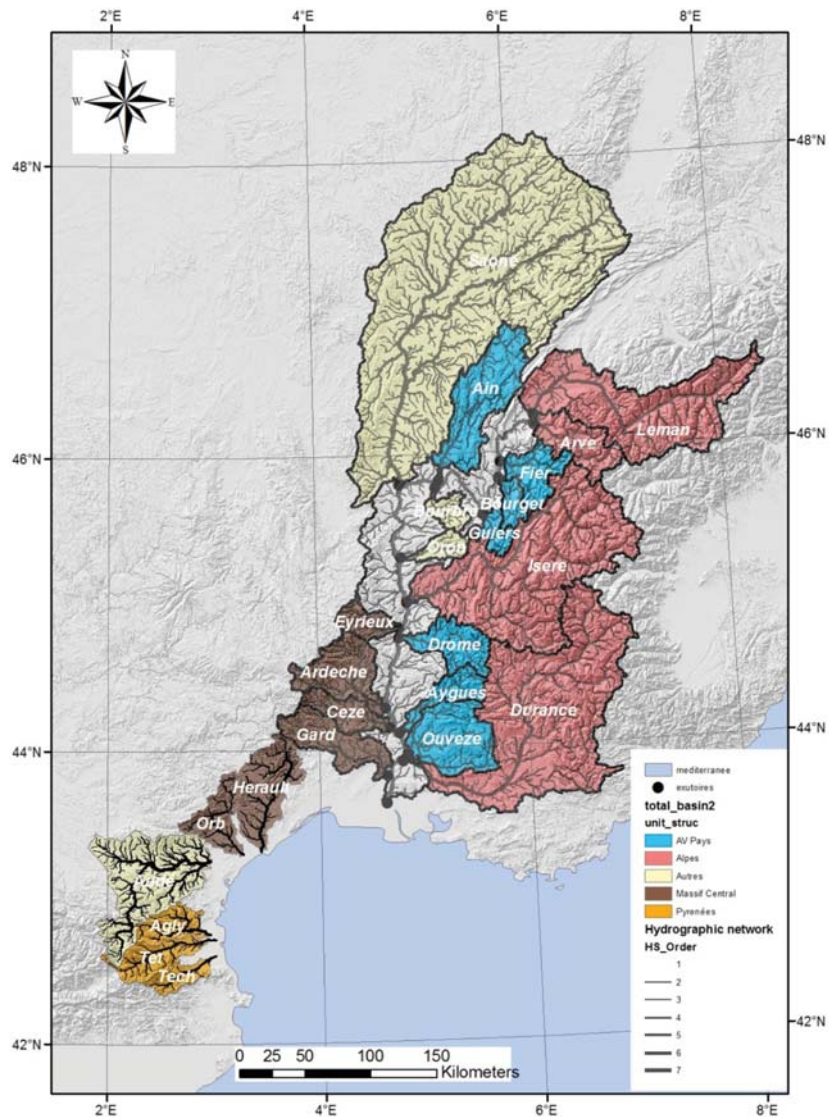 2°E 4°E 6°E 8°E
N
W E
S
48°N 48°N
Saone
Ain
Leman
46°N
Arve
46°N
Fier
Bourget
Bourbre
Guiers
Oron
Isere
Eyrieux
Drome
Ardeche
Aygues
Ceze
Durance
Gard
Ouveze
44°N 44°N
Herault
Orb
Agly
Tet
Tech
42°N 42°N
mediterranee
exutoires
total_basin2
unit_struc
AV Pays
Alpes
Autres
Massif Central
Pyrenées
Hydrographic network
HS_Order
1
2
3
4
5
6
7
0 25 50 100 150
Kilometers
2°E 4°E 6°E 8°E